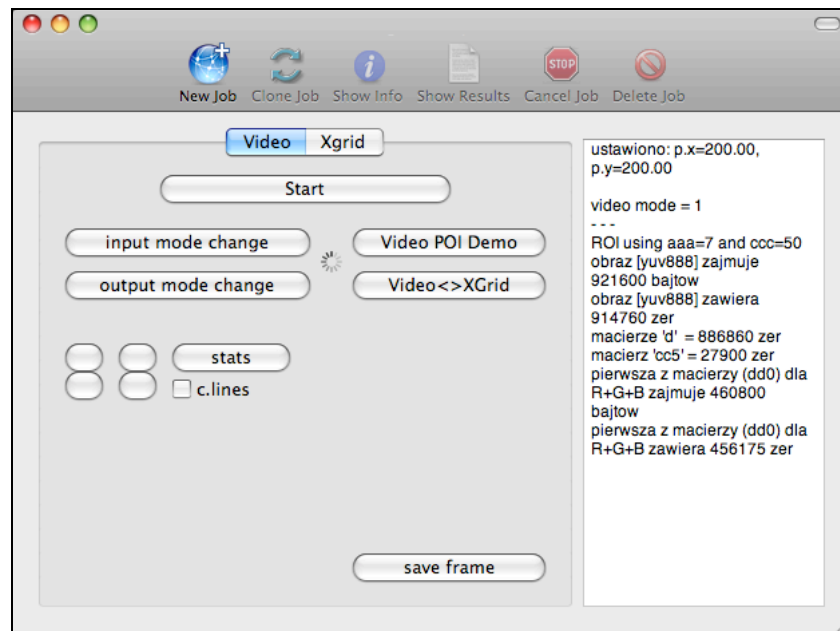 STOP
New Job Clone Job Show Info Show Results Cancel Job Delete Job
Video Xgrid
Start
input mode change Video POI Demo
output mode change Video<>XGrid
stats
c.lines
save frame
ustawiono: p.x=200.00,
p.y=200.00
video mode = 1
- - -
ROI using aaa=7 and ccc=50
obraz [yuv888] zajmuje
921600 bajtow
obraz [yuv888] zawiera
914760 zer
macierze 'd' = 886860 zer
macierz 'cc5' = 27900 zer
pierwsza z macierzy (dd0) dla
R+G+B zajmuje 460800
bajtow
pierwsza z macierzy (dd0) dla
R+G+B zawiera 456175 zer